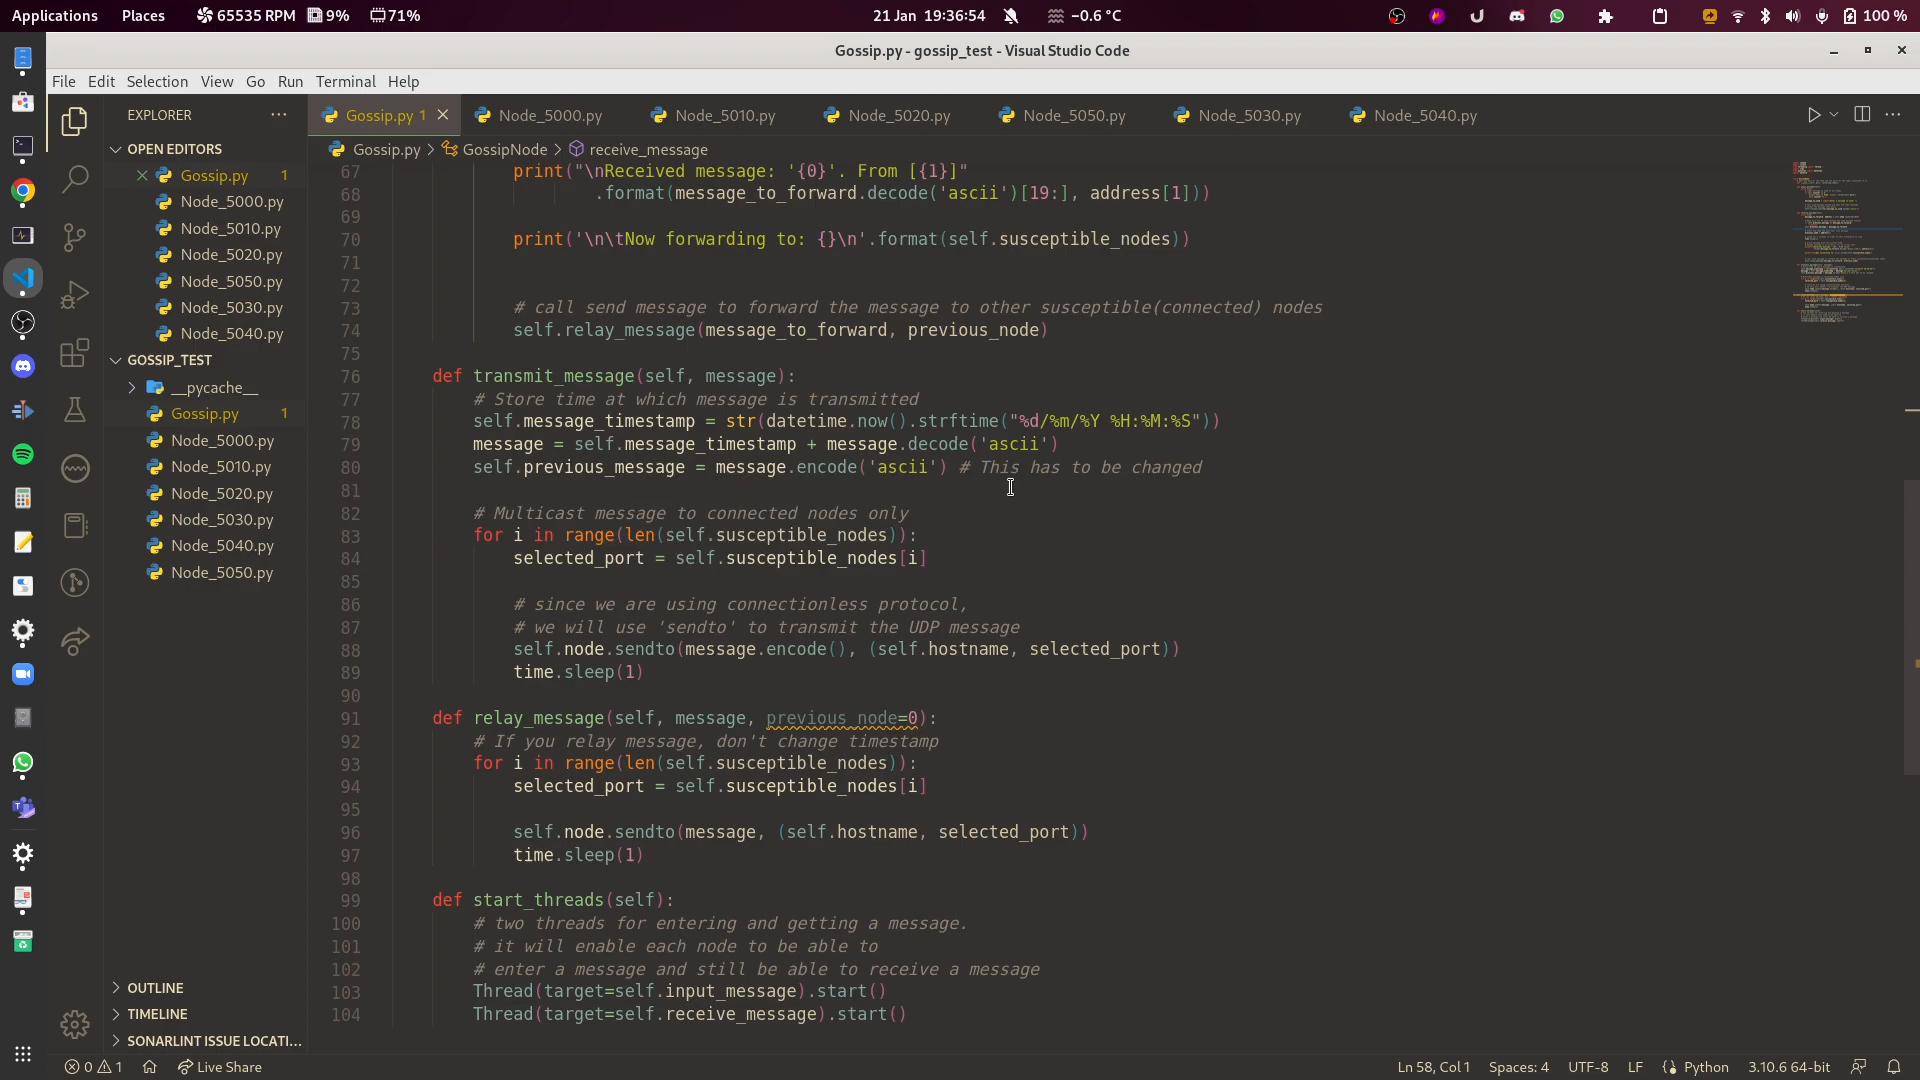 Applications Places 65535 RPM 9% 71% 21 Jan 19:36:54 −0.6 °C 100 %
Gossip.py - gossip_test - Visual Studio Code
File Edit Selection View Go Run Terminal Help
EXPLORER
Gossip.py 1 Node_5000.py Node_5010.py Node_5020.py Node_5050.py Node_5030.py Node_5040.py
OPEN EDITORS
Gossip.py 1
Node_5000.py
Node_5010.py
Node_5020.py
Node_5050.py
Node_5030.py
Node_5040.py
GOSSIP_TEST
__pycache__
Gossip.py 1
Node_5000.py
Node_5010.py
Node_5020.py
Node_5030.py
Node_5040.py
Node_5050.py
OUTLINE
TIMELINE
SONARLINT ISSUE LOCATI...
Gossip.py > GossipNode > receive_message
67 print("\nReceived message: '{0}'. From [{1}]"
68 .format(message_to_forward.decode('ascii')[19:], address[1]))
69
70 print('\n\tNow forwarding to: {}\n'.format(self.susceptible_nodes))
71
72
73 # call send message to forward the message to other susceptible(connected) nodes
74 self.relay_message(message_to_forward, previous_node)
75
76 def transmit_message(self, message):
77 # Store time at which message is transmitted
78 self.message_timestamp = str(datetime.now().strftime("%d/%m/%Y %H:%M:%S"))
79 message = self.message_timestamp + message.decode('ascii')
80 self.previous_message = message.encode('ascii') # This has to be changed
81
82 # Multicast message to connected nodes only
83 for i in range(len(self.susceptible_nodes)):
84 selected_port = self.susceptible_nodes[i]
85
86 # since we are using connectionless protocol,
87 # we will use 'sendto' to transmit the UDP message
88 self.node.sendto(message.encode(), (self.hostname, selected_port))
89 time.sleep(1)
90
91 def relay_message(self, message, previous_node=0):
92 # If you relay message, don't change timestamp
93 for i in range(len(self.susceptible_nodes)):
94 selected_port = self.susceptible_nodes[i]
95
96 self.node.sendto(message, (self.hostname, selected_port))
97 time.sleep(1)
98
99 def start_threads(self):
100 # two threads for entering and getting a message.
101 # it will enable each node to be able to
102 # enter a message and still be able to receive a message
103 Thread(target=self.input_message).start()
104 Thread(target=self.receive_message).start()
0 1 Live Share Ln 58, Col 1 Spaces: 4 UTF-8 LF Python 3.10.6 64-bit